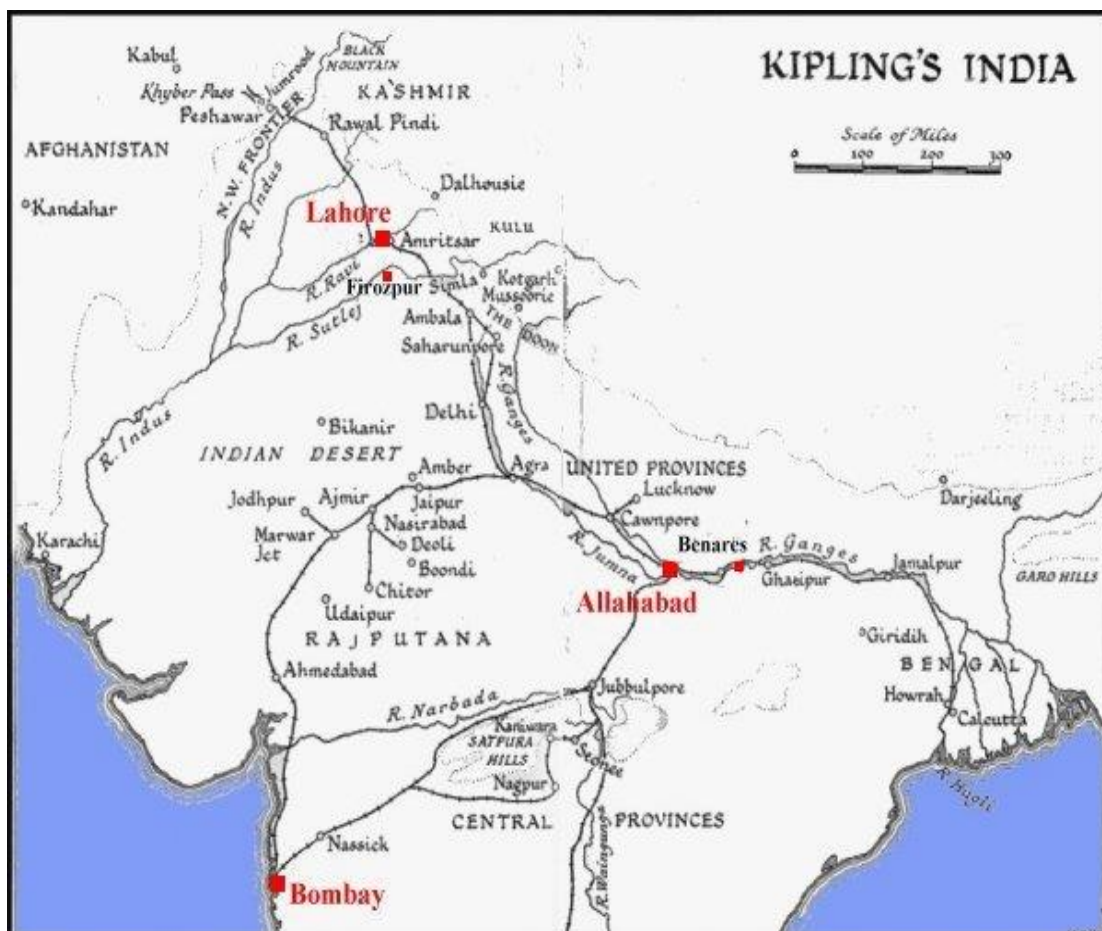 KIPLING'S INDIA
Scale of Miles
0 100 200 300
Kabul
BLACK
MOUNTAIN
Khyber Pass
Jumrood
KASHMIR
Peshawar
Rawal Pindi
AFGHANISTAN
N.W. FRONTIER
R. Indus
Dalhousie
Kandahar
Lahore
Amritsar
KULU
R. Ravi
Firozpur
Simla
Kotgarh
Mussoorie
R. Sutlej
Ambala
THE DOON
Saharunpore
R. Ganges
Delhi
R. Indus
Bikanir
INDIAN DESERT
Amber
Agra
UNITED PROVINCES
Lucknow
Jodhpur
Ajmir
Jaipur
Cawnpore
Darjeeling
Nasirabad
Marwar
Jct
Karachi
Deoli
Boondi
R. Jumna
Benares
R. Ganges
Ghasipur
Jamalpur
GARO HILLS
Chitor
Allahabad
Udaipur
RAJPUTANA
Giridih
BENGAL
Ahmedabad
Jubbulpore
Howrah
R. Narbada
Calcutta
Kaniwara
SATPURA
HILLS
Seonee
Nagpur
R. Hugli
CENTRAL PROVINCES
Nassick
R. Waingunga
Bombay